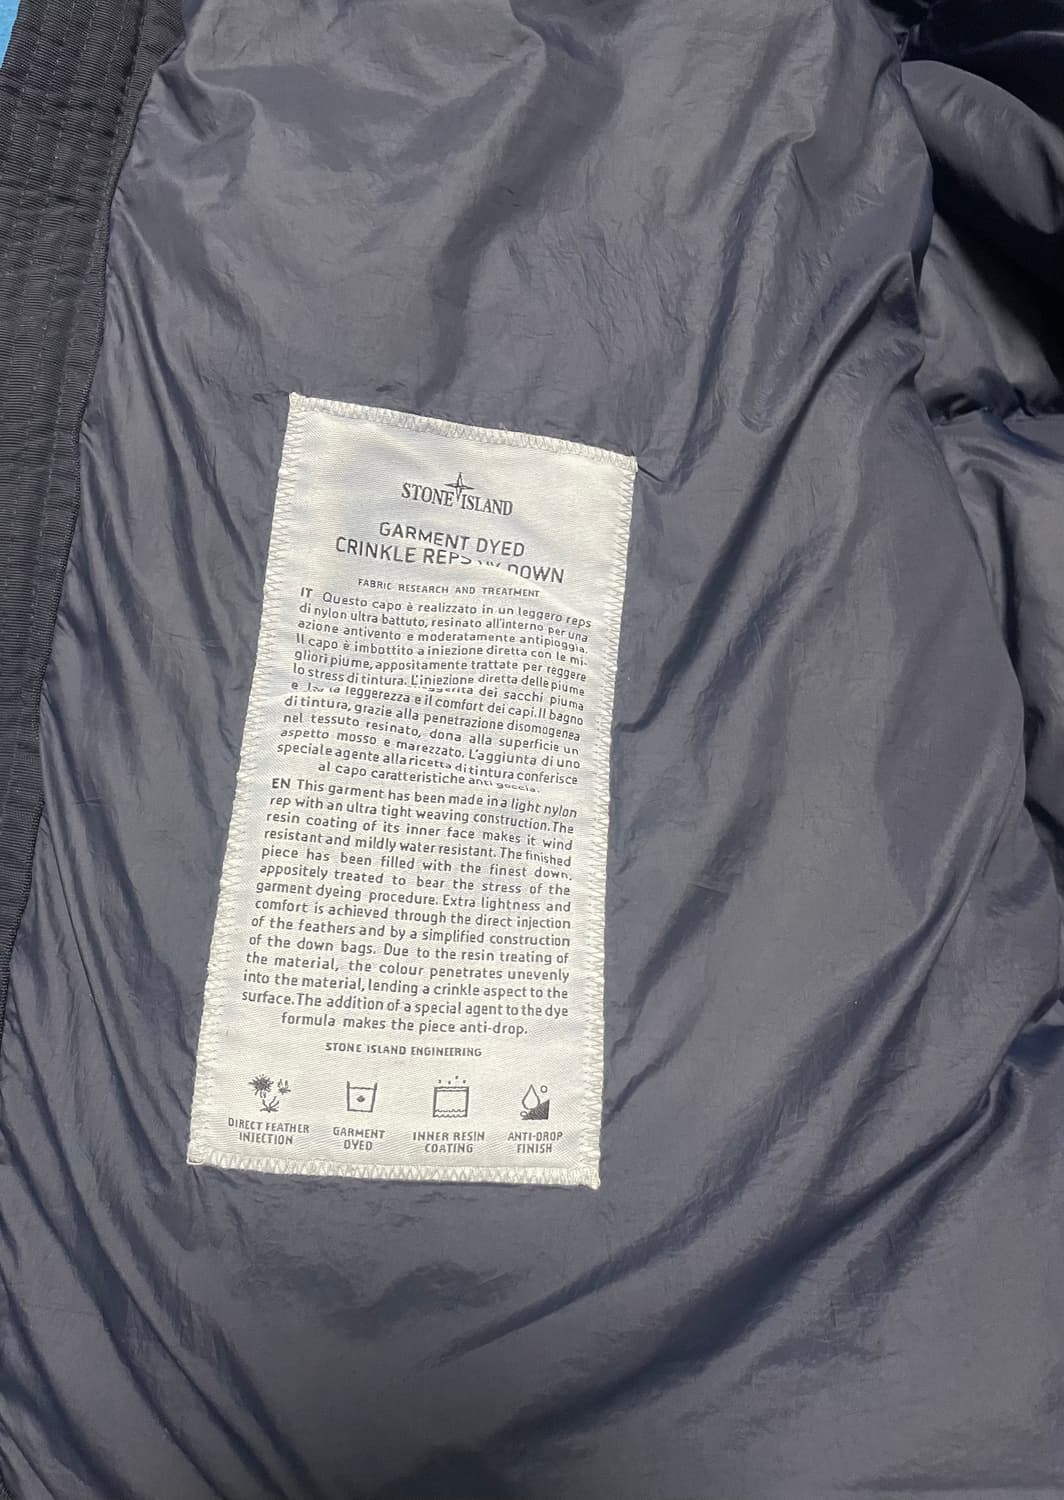 STONE ISLAND
GARMENT DYED
CRINKLE REPS NY DOWN
FABRIC RESEARCH AND TREATMENT
IT Questo capo è realizzato in un leggero reps
di nylon ultra battuto, resinato all'interno per una
azione antivento e moderatamente antipioggia.
Il capo è imbottito a iniezione diretta con le mi-
gliori piume, appositamente trattate per reggere
lo stress di tintura. L'iniezione diretta delle piume
e la leggerezza e il comfort dei capi. Il bagno
di tintura, grazie alla penetrazione disomogenea
nel tessuto resinato, dona alla superficie un
aspetto mosso e marezzato. L'aggiunta di uno
speciale agente alla ricetta di tintura conferisce
al capo caratteristiche anti goccia.
EN This garment has been made in a light nylon
rep with an ultra tight weaving construction. The
resin coating of its inner face makes it wind
resistant and mildly water resistant. The finished
piece has been filled with the finest down,
appositely treated to bear the stress of the
garment dyeing procedure. Extra lightness and
comfort is achieved through the direct injection
of the feathers and by a simplified construction
of the down bags. Due to the resin treating of
the material, the colour penetrates unevenly
into the material, lending a crinkle aspect to the
surface. The addition of a special agent to the dye
formula makes the piece anti-drop.
STONE ISLAND ENGINEERING
DIRECT FEATHER
INJECTION
GARMENT
DYED
INNER RESIN
COATING
ANTI-DROP
FINISH